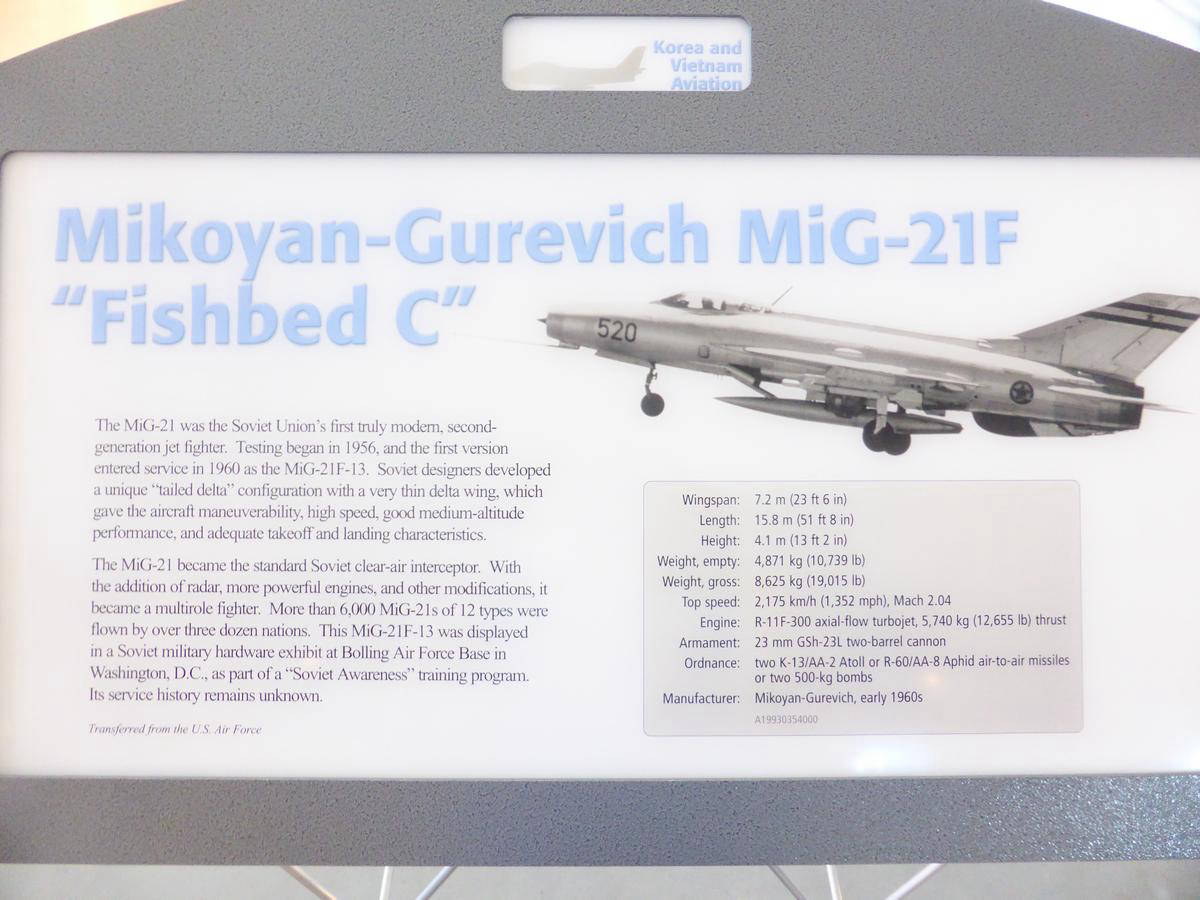 Korea and
Vietnam
Aviation
Mikoyan-Gurevich MiG-21F
“Fishbed C”
520
The MiG-21 was the Soviet Union’s first truly modern, second-
generation jet fighter. Testing began in 1956, and the first version
entered service in 1960 as the MiG-21F-13. Soviet designers developed
a unique “tailed delta” configuration with a very thin delta wing, which
gave the aircraft maneuverability, high speed, good medium-altitude
performance, and adequate takeoff and landing characteristics.
The MiG-21 became the standard Soviet clear-air interceptor. With
the addition of radar, more powerful engines, and other modifications, it
became a multirole fighter. More than 6,000 MiG-21s of 12 types were
flown by over three dozen nations. This MiG-21F-13 was displayed
in a Soviet military hardware exhibit at Bolling Air Force Base in
Washington, D.C., as part of a “Soviet Awareness” training program.
Its service history remains unknown.
Transferred from the U.S. Air Force
Wingspan: 7.2 m (23 ft 6 in)
Length: 15.8 m (51 ft 8 in)
Height: 4.1 m (13 ft 2 in)
Weight, empty: 4,871 kg (10,739 lb)
Weight, gross: 8,625 kg (19,015 lb)
Top speed: 2,175 km/h (1,352 mph), Mach 2.04
Engine: R-11F-300 axial-flow turbojet, 5,740 kg (12,655 lb) thrust
Armament: 23 mm GSh-23L two-barrel cannon
Ordnance: two K-13/AA-2 Atoll or R-60/AA-8 Aphid air-to-air missiles
or two 500-kg bombs
Manufacturer: Mikoyan-Gurevich, early 1960s
A19930354000